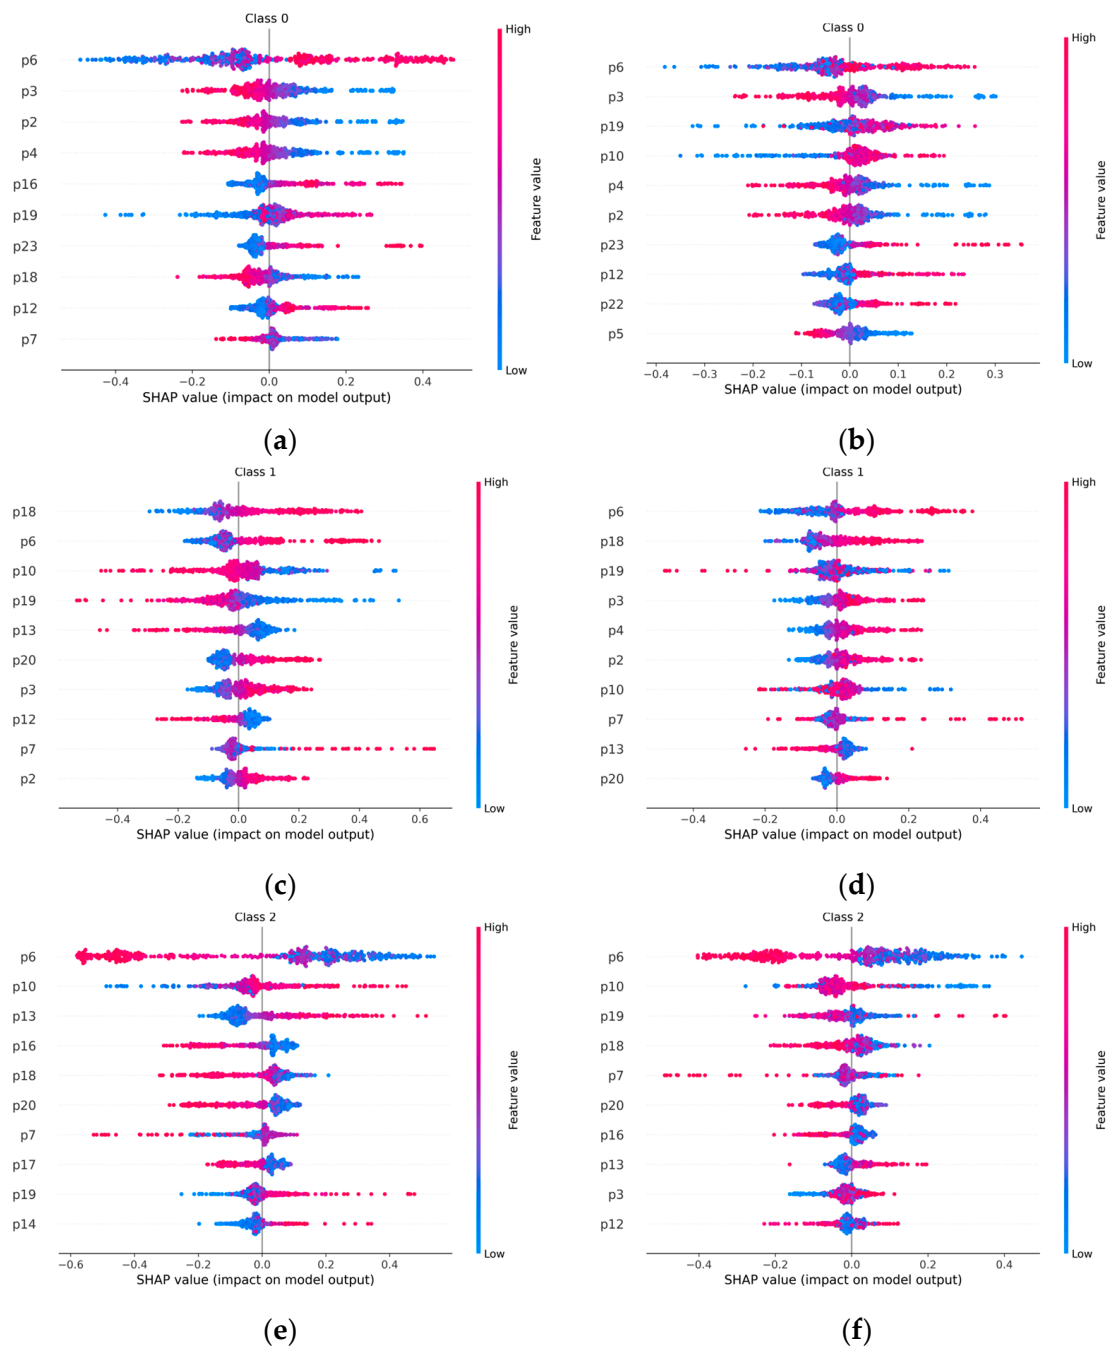 Class 0
High
p6
p3
p2
p4
p16
p19
p23
p18
p12
p7
Feature value
Low
−0.4 −0.2 0.0 0.2 0.4
SHAP value (impact on model output)
(a)
Class 0
High
p6
p3
p19
p10
p4
p2
p23
p12
p22
p5
Feature value
Low
−0.4 −0.3 −0.2 −0.1 0.0 0.1 0.2 0.3
SHAP value (impact on model output)
(b)
Class 1
High
p18
p6
p10
p19
p13
p20
p3
p12
p7
p2
Feature value
Low
−0.4 −0.2 0.0 0.2 0.4 0.6
SHAP value (impact on model output)
(c)
Class 1
High
p6
p18
p19
p3
p4
p2
p10
p7
p13
p20
Feature value
Low
−0.4 −0.2 0.0 0.2 0.4
SHAP value (impact on model output)
(d)
Class 2
High
p6
p10
p13
p16
p18
p20
p7
p17
p19
p14
Feature value
Low
−0.6 −0.4 −0.2 0.0 0.2 0.4
SHAP value (impact on model output)
(e)
Class 2
High
p6
p10
p19
p18
p7
p20
p16
p13
p3
p12
Feature value
Low
−0.4 −0.2 0.0 0.2 0.4
SHAP value (impact on model output)
(f)